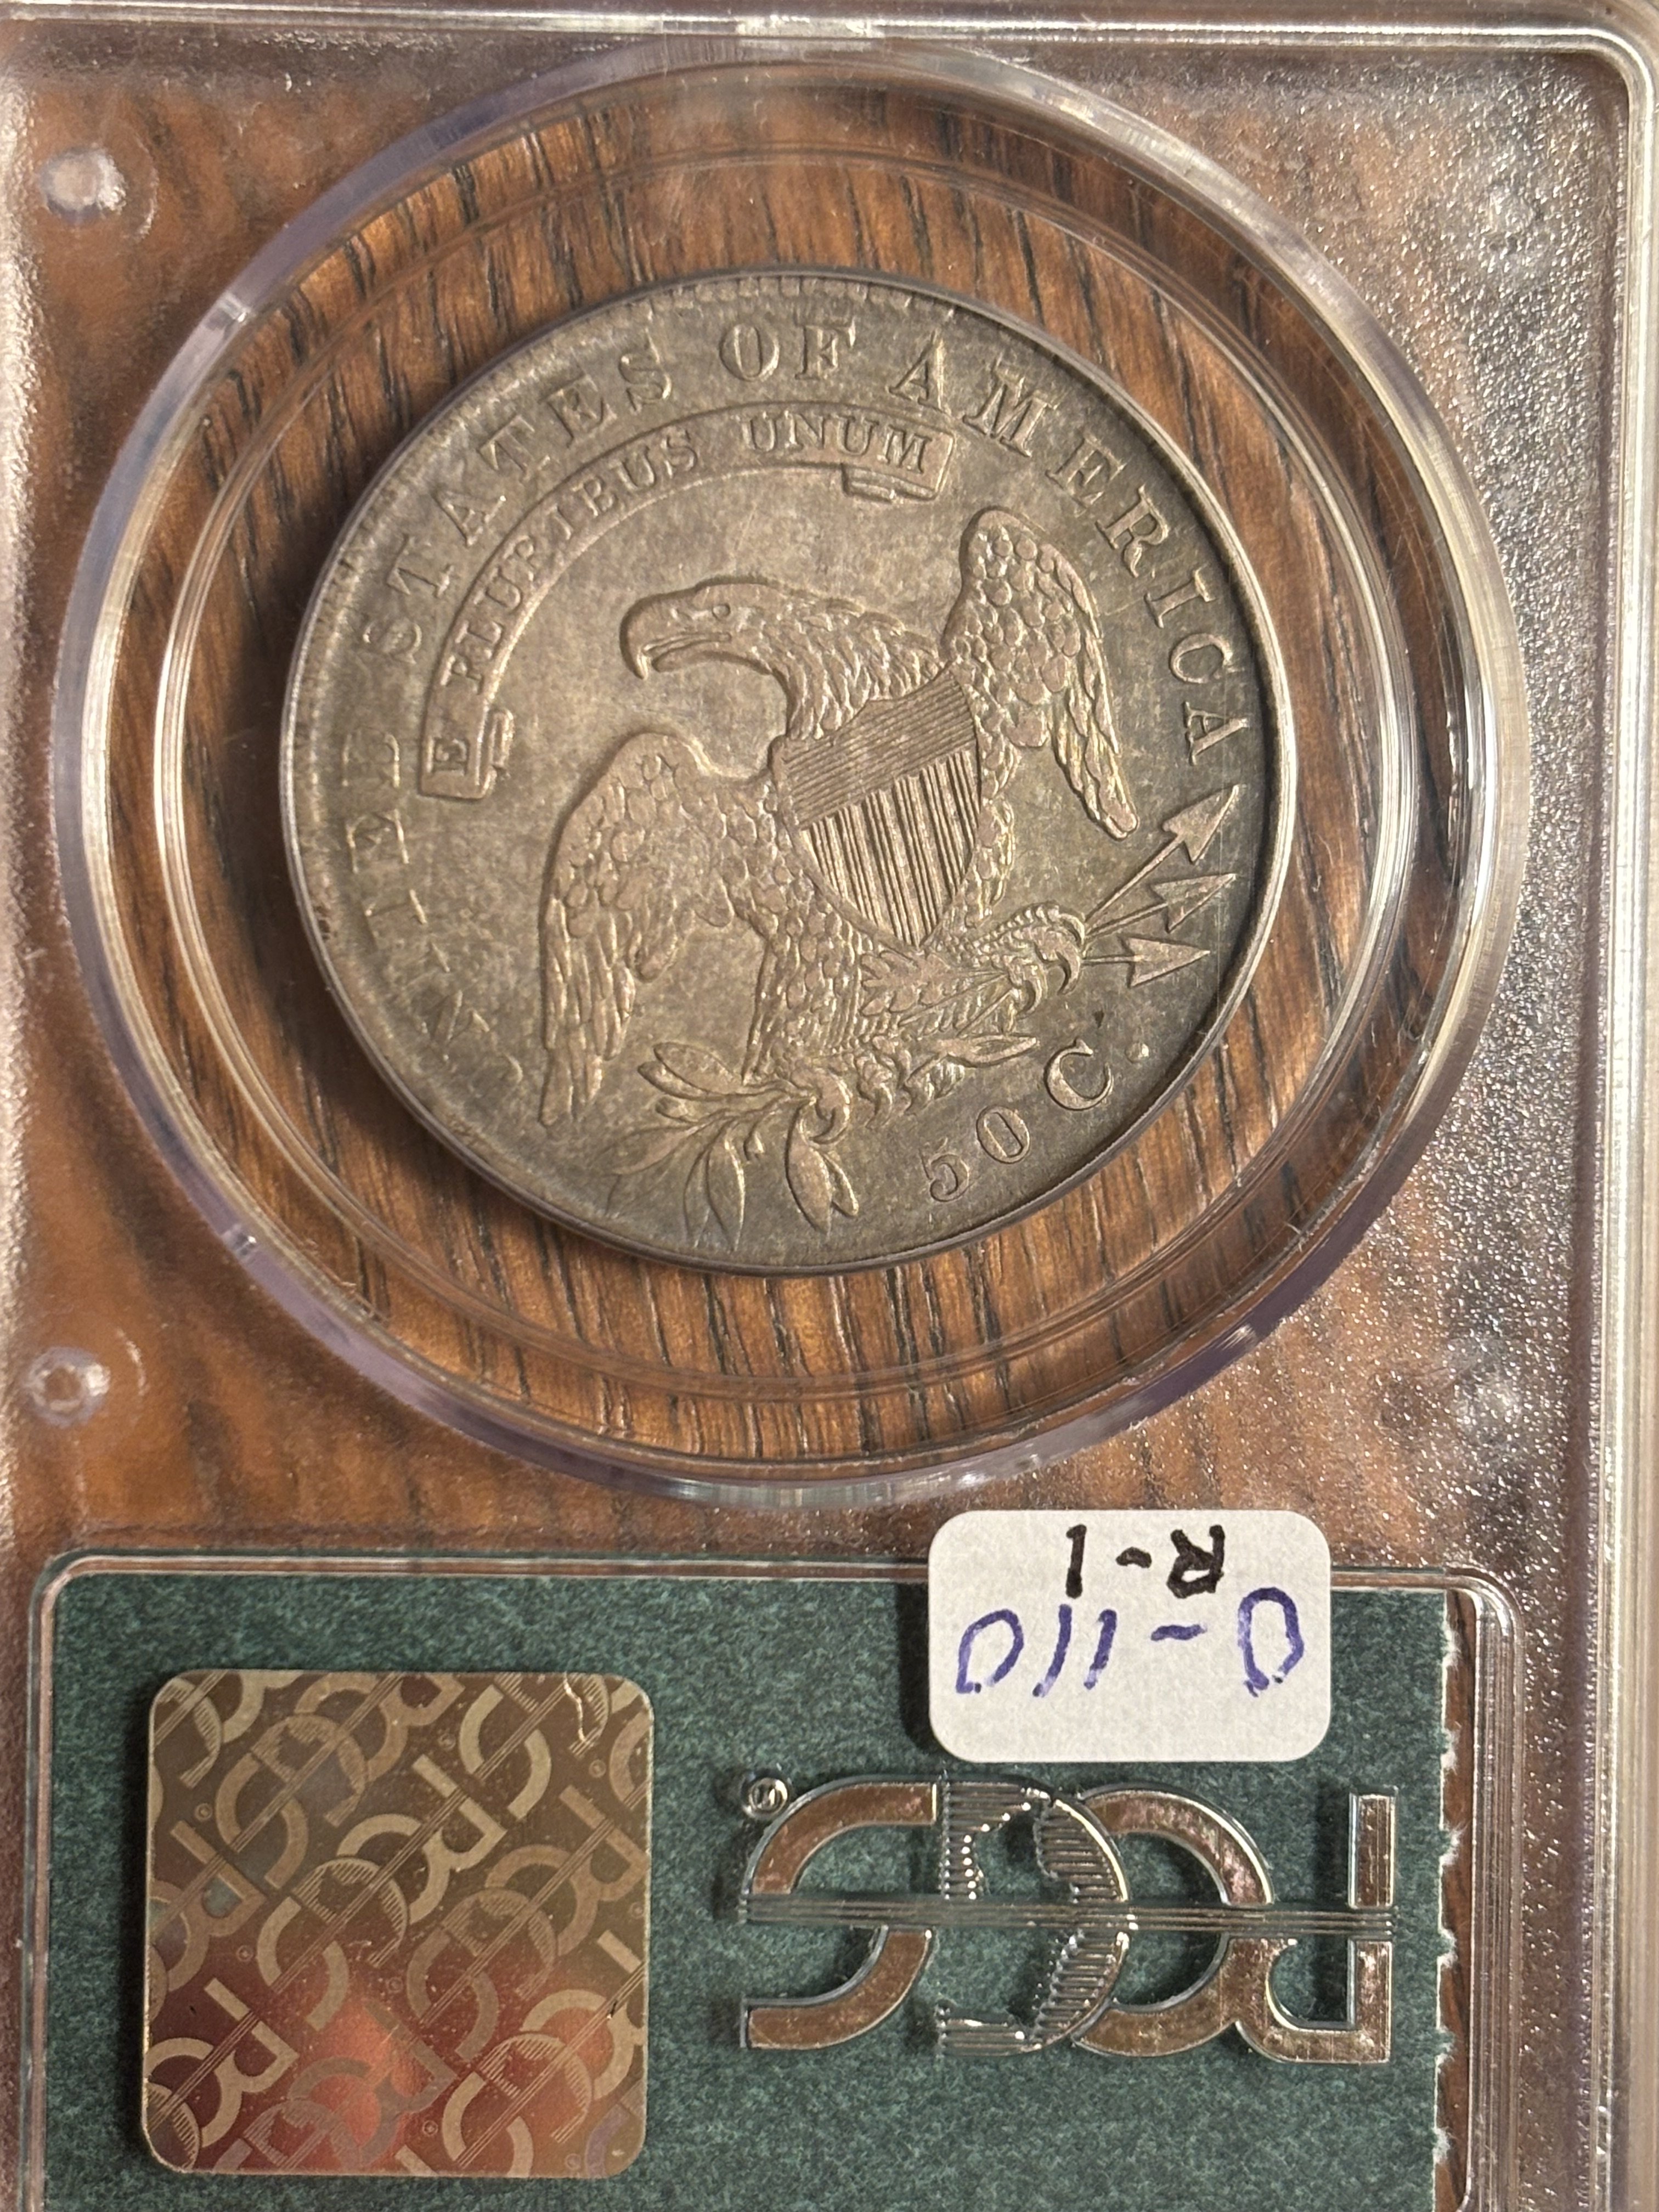 UNITED STATES OF AMERICA
E PLURIBUS UNUM
50 C.
O-110
R-1
PCGS®